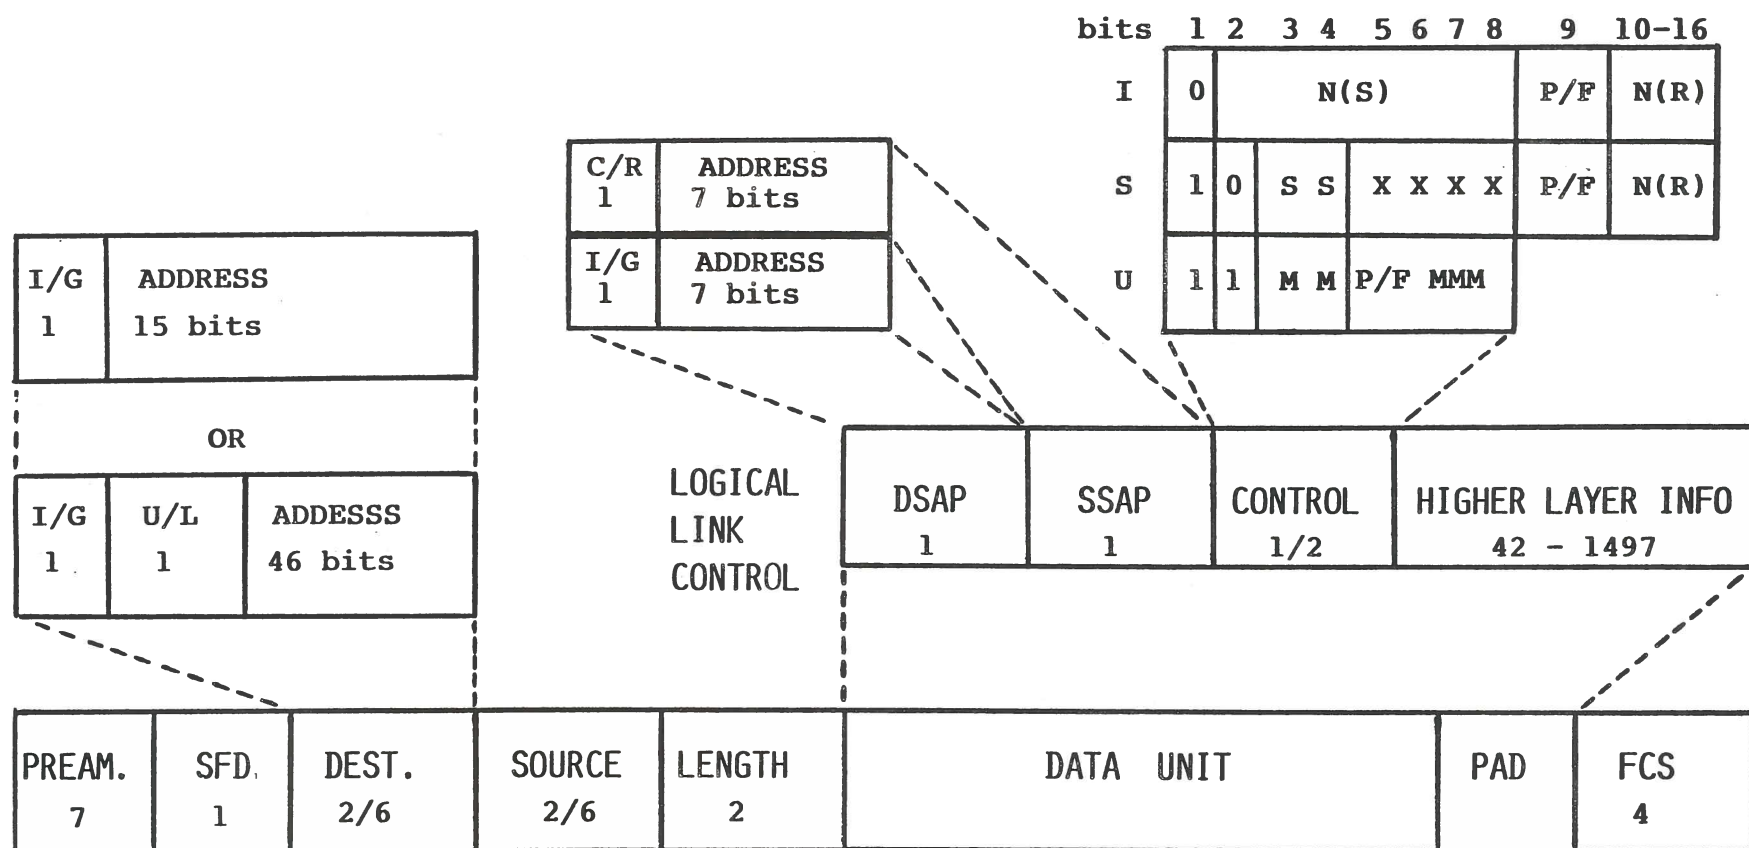 bits 1 2 3 4 5 6 7 8 9 10-16
I 0 N(S) P/F N(R)
S 1 0 S S X X X X P/F N(R)
U 1 1 M M P/F MMM
C/R ADDRESS
1 7 bits
I/G ADDRESS
1 7 bits
I/G ADDRESS
1 15 bits
OR
I/G U/L ADDESSS
1 1 46 bits
LOGICAL
LINK
CONTROL
DSAP SSAP CONTROL HIGHER LAYER INFO
1 1 1/2 42 - 1497
PREAM. SFD. DEST. SOURCE LENGTH DATA UNIT PAD FCS
7 1 2/6 2/6 2 4